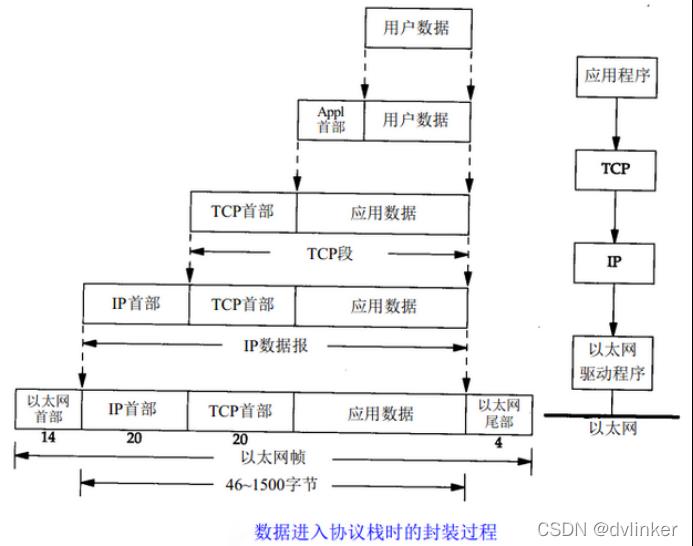 用户数据
应用程序
Appl
首部
用户数据
TCP
TCP首部
应用数据
TCP段
IP
IP首部
TCP首部
应用数据
IP数据报
以太网
驱动程序
以太网
首部
IP首部
TCP首部
应用数据
以太网
尾部
以太网
14
20
20
4
以太网帧
46~1500字节
数据进入协议栈时的封装过程
CSDN @dvlinker